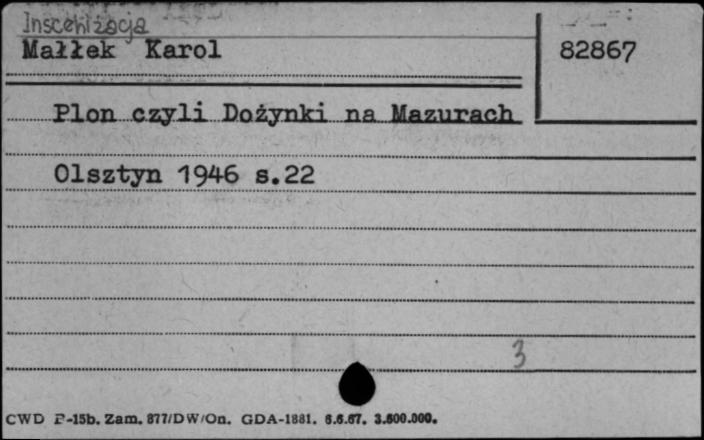 Inscenizacja
Małłek Karol
82867
Plon czyli Dożynki na Mazurach
Olsztyn 1946 s.22
3
CWD P-15b. Zam. 877/DW/On. GDA-1881. 6.6.67. 3.600.000.